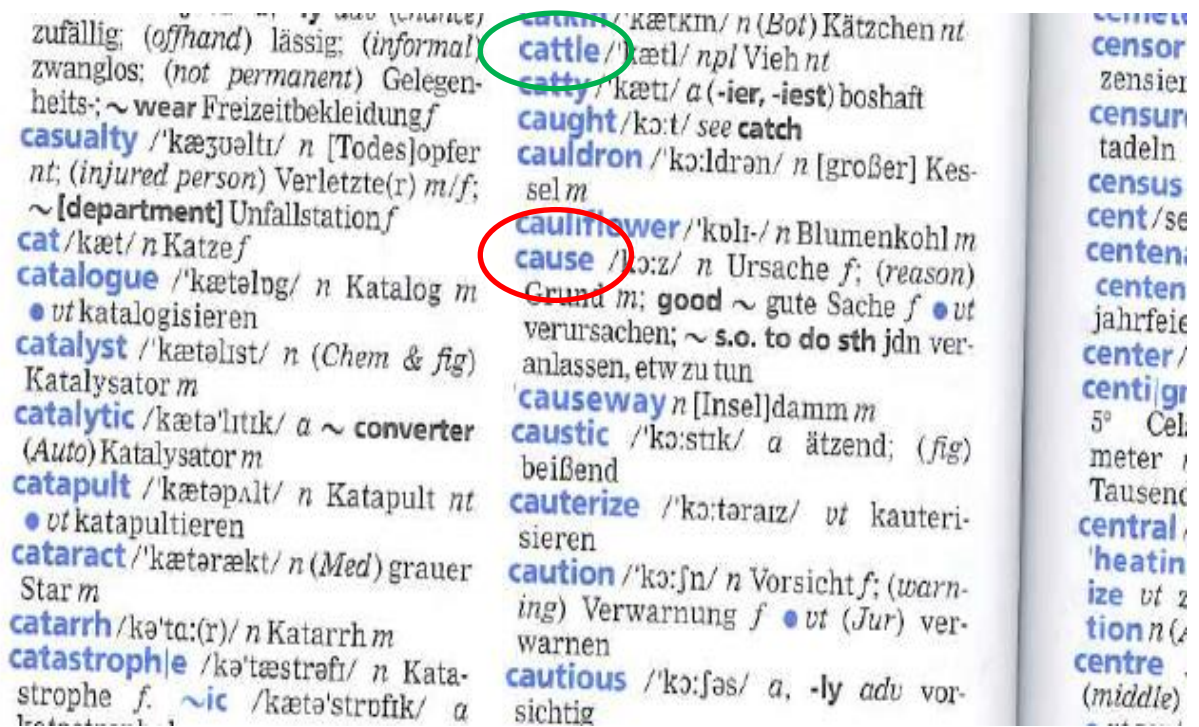 zufällig; (offhand) lässig; (informal)
zwanglos; (not permanent) Gelegen-
heits-; ~ wear Freizeitbekleidung f
casualty /ˈkæʒʊəltɪ/ n [Todes]opfer
nt; (injured person) Verletzte(r) m/f;
~ [department] Unfallstation f
cat /kæt/ n Katze f
catalogue /ˈkætəlɒg/ n Katalog m
● vt katalogisieren
catalyst /ˈkætəlɪst/ n (Chem & fig)
Katalysator m
catalytic /kætəˈlɪtɪk/ a ~ converter
(Auto) Katalysator m
catapult /ˈkætəpʌlt/ n Katapult nt
● vt katapultieren
cataract /ˈkætərækt/ n (Med) grauer
Star m
catarrh /kəˈtɑː(r)/ n Katarrh m
catastroph|e /kəˈtæstrəfɪ/ n Kata-
strophe f. ~ic /kætəˈstrɒfɪk/ a
catkin /ˈkætkɪn/ n (Bot) Kätzchen nt
cattle /ˈkætl/ npl Vieh nt
catty /ˈkætɪ/ a (-ier, -iest) boshaft
caught /kɔːt/ see catch
cauldron /ˈkɔːldrən/ n [großer] Kes-
sel m
cauliflower /ˈkɒlɪ-/ n Blumenkohl m
cause /kɔːz/ n Ursache f; (reason)
Grund m; good ~ gute Sache f ● vt
verursachen; ~ s.o. to do sth jdn ver-
anlassen, etw zu tun
ˈcauseway n [Insel]damm m
caustic /ˈkɔːstɪk/ a ätzend; (fig)
beißend
cauterize /ˈkɔːtəraɪz/ vt kauteri-
sieren
caution /ˈkɔːʃn/ n Vorsicht f; (warn-
ing) Verwarnung f ● vt (Jur) ver-
warnen
cautious /ˈkɔːʃəs/ a, -ly adv vor-
sichtig
censor
zensier
censure
tadeln
census
cent /se
centena
centen
jahrfeie
center /
centi|gr
5° Cel
meter
Tausend
central
ˈheatin
ize vt z
tion n (A
centre
(middle)